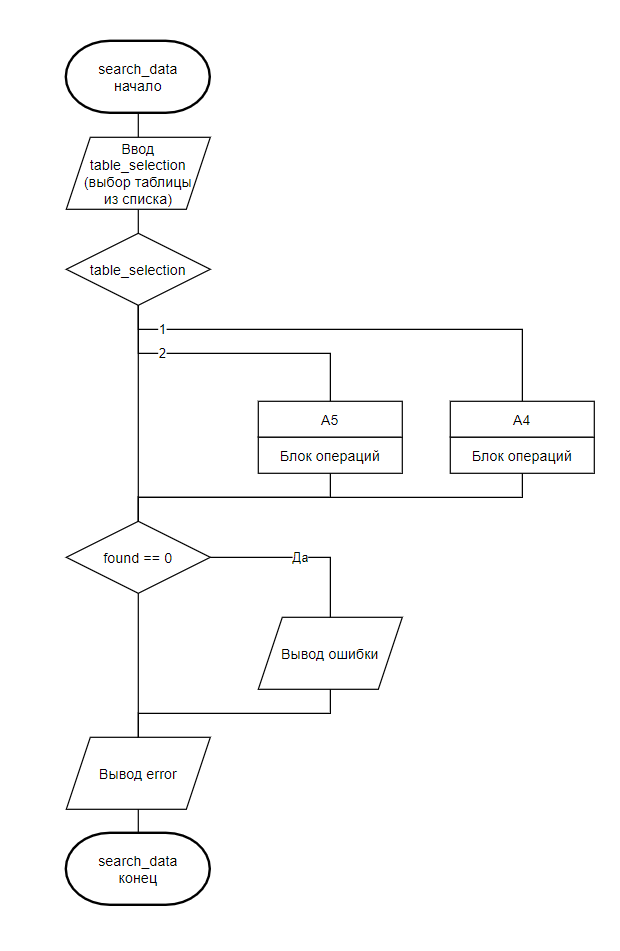 search_data
начало
Ввод
table_selection
(выбор таблицы
из списка)
table_selection
1
2
A5
A4
Блок операций
Блок операций
found == 0
Да
Вывод ошибки
Вывод error
search_data
конец